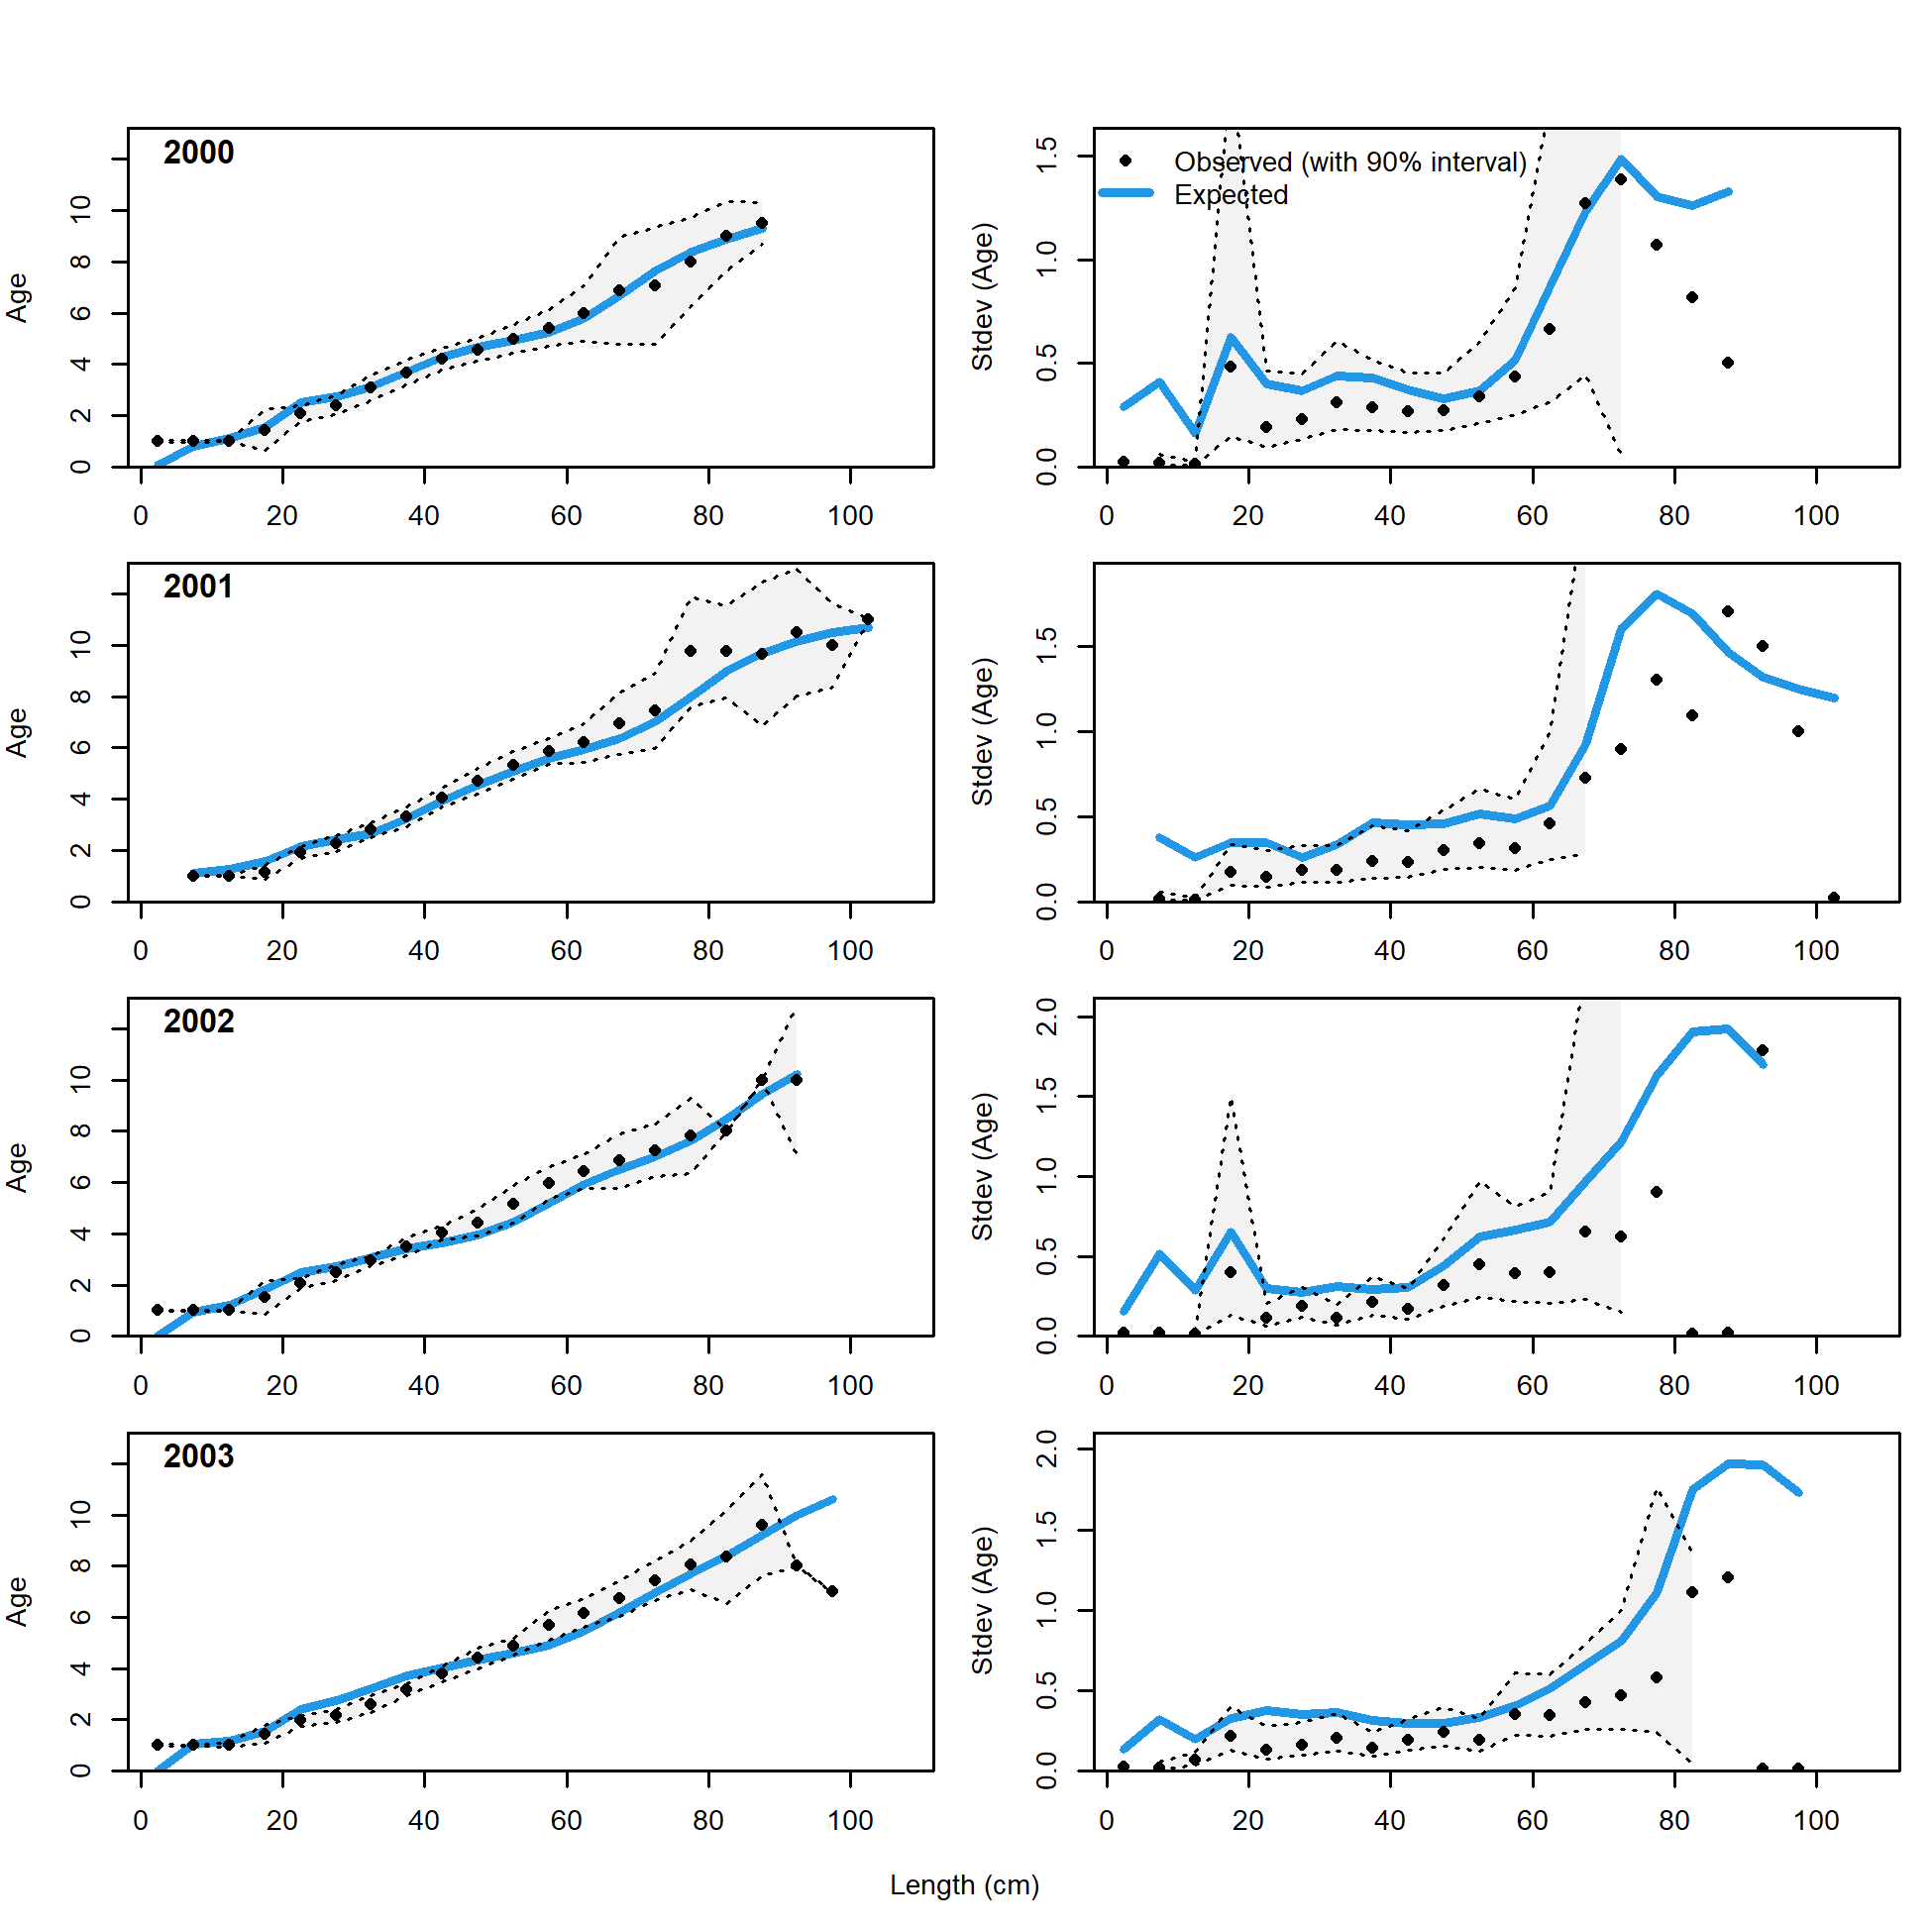 2000
Age
0 2 4 6 8 10
0 20 40 60 80 100
Observed (with 90% interval)
Expected
Stdev (Age)
0.0 0.5 1.0 1.5
0 20 40 60 80 100
2001
Age
0 2 4 6 8 10
0 20 40 60 80 100
Stdev (Age)
0.0 0.5 1.0 1.5
0 20 40 60 80 100
2002
Age
0 2 4 6 8 10
0 20 40 60 80 100
Stdev (Age)
0.0 0.5 1.0 1.5 2.0
0 20 40 60 80 100
2003
Age
0 2 4 6 8 10
0 20 40 60 80 100
Stdev (Age)
0.0 0.5 1.0 1.5 2.0
0 20 40 60 80 100
Length (cm)